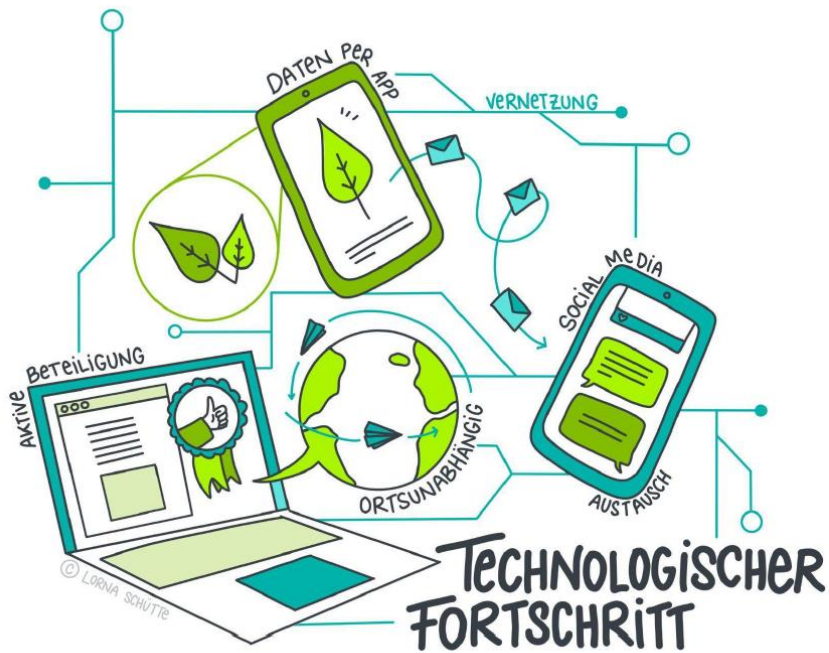 DATEN PER APP
VERNETZUNG
SOCIAL MEDIA
AKTIVE BETEILIGUNG
ORTSUNABHÄNGIG
AUSTAUSCH
TECHNOLOGISCHER
FORTSCHRITT
© LORNA SCHÜTTE